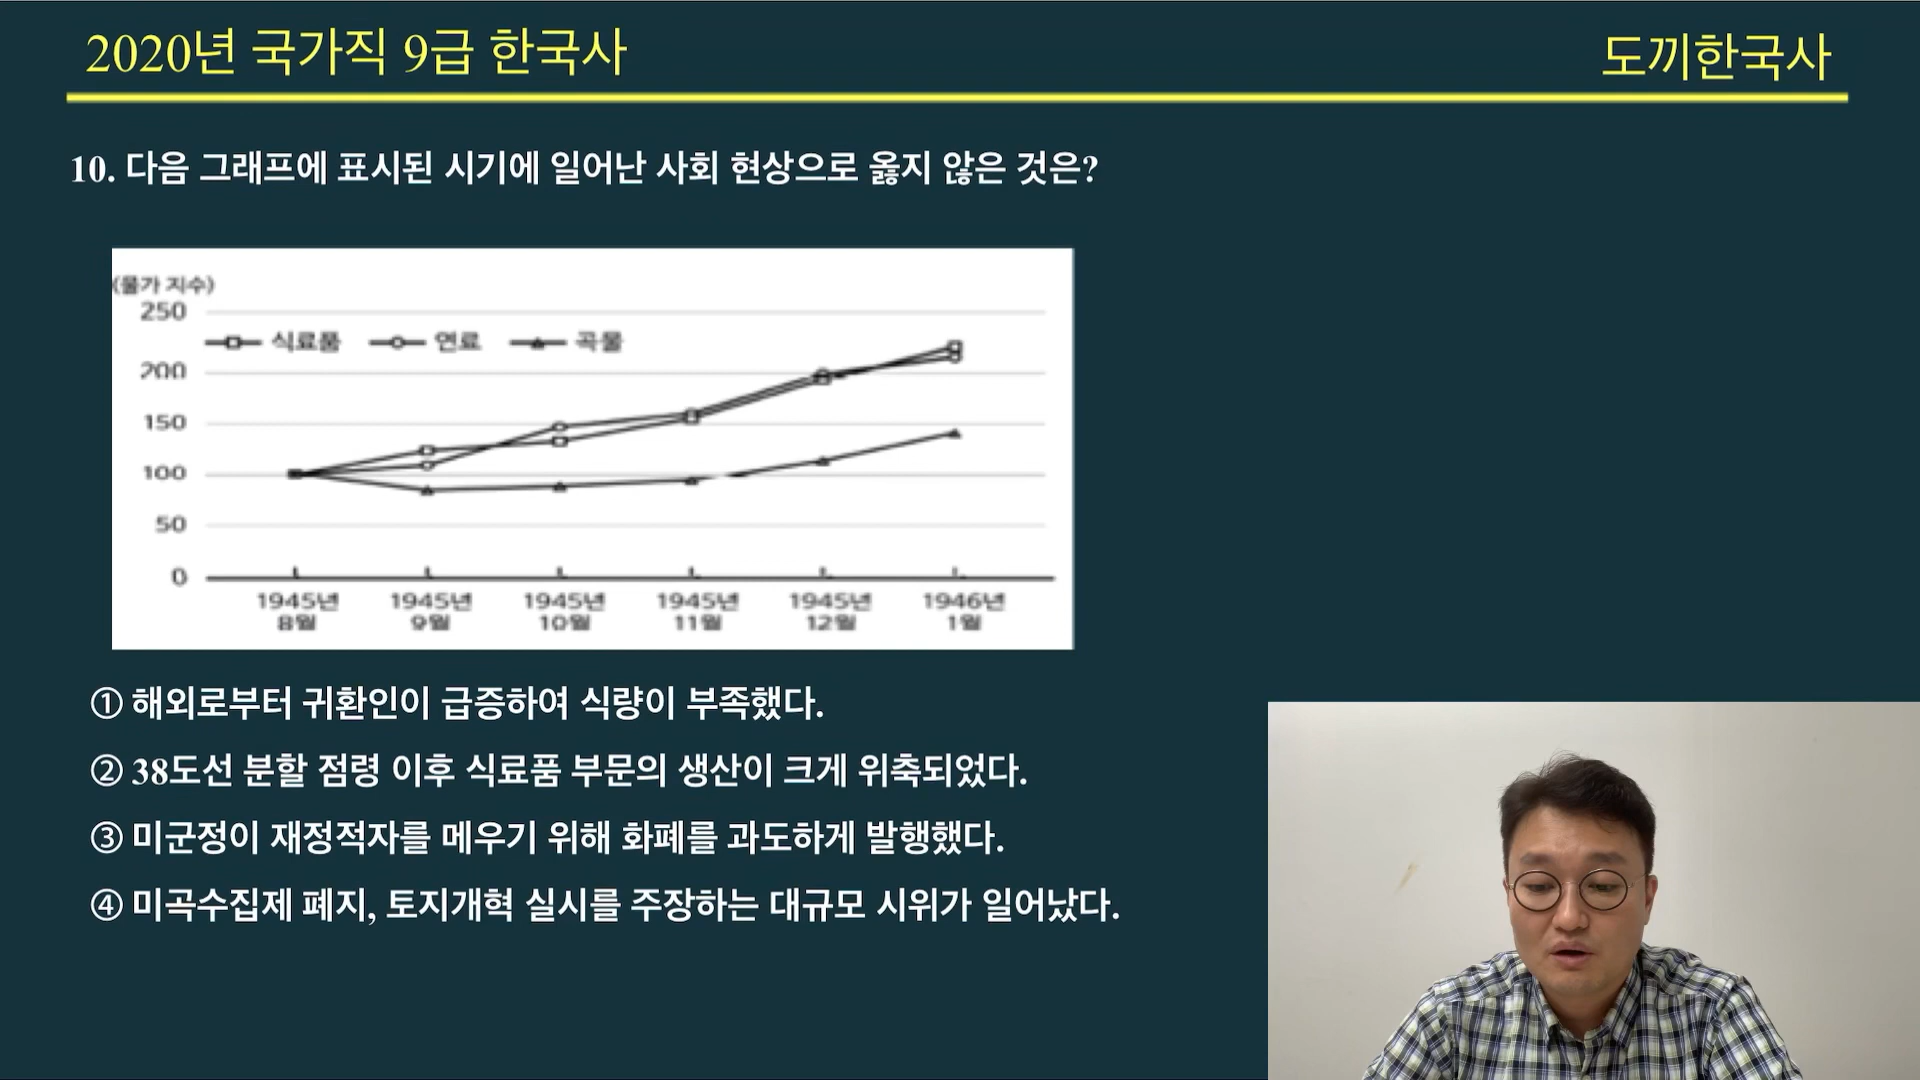 2020년 국가직 9급 한국사
도끼한국사
10. 다음 그래프에 표시된 시기에 일어난 사회 현상으로 옳지 않은 것은?
(물가 지수)
250
식료품 연료 곡물
200
150
100
50
0
1945년 1945년 1945년 1945년 1945년 1946년
8월 9월 10월 11월 12월 1월
① 해외로부터 귀환인이 급증하여 식량이 부족했다.
② 38도선 분할 점령 이후 식료품 부문의 생산이 크게 위축되었다.
③ 미군정이 재정적자를 메우기 위해 화폐를 과도하게 발행했다.
④ 미곡수집제 폐지, 토지개혁 실시를 주장하는 대규모 시위가 일어났다.